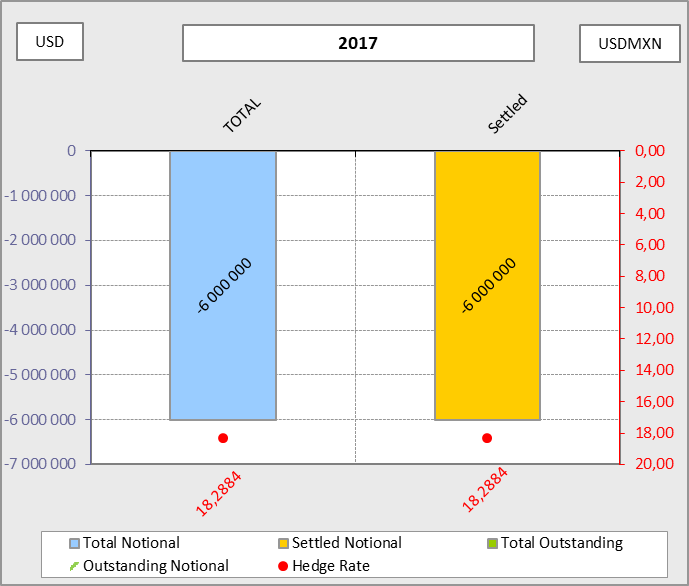 USD
2017
USDMXN
TOTAL
Settled
0
-1 000 000
-2 000 000
-3 000 000
-4 000 000
-5 000 000
-6 000 000
-7 000 000
-6 000 000
-6 000 000
0,00
2,00
4,00
6,00
8,00
10,00
12,00
14,00
16,00
18,00
20,00
18,2884
18,2884
Total Notional
Settled Notional
Total Outstanding
Outstanding Notional
Hedge Rate